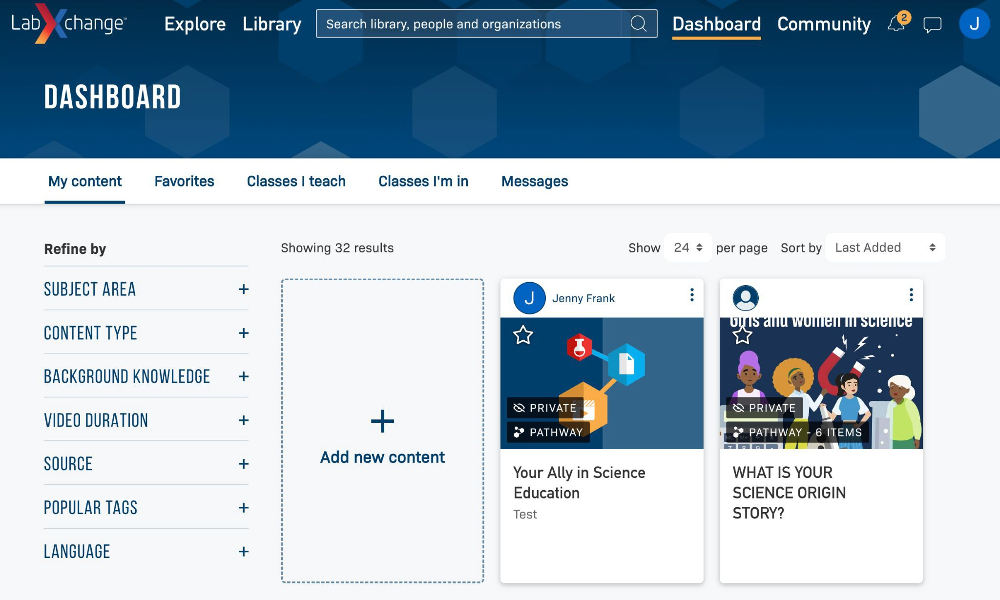 LabXchange™
Explore
Library
Search library, people and organizations
Dashboard
Community
2
J
DASHBOARD
My content
Favorites
Classes I teach
Classes I'm in
Messages
Refine by
SUBJECT AREA +
CONTENT TYPE +
BACKGROUND KNOWLEDGE +
VIDEO DURATION +
SOURCE +
POPULAR TAGS +
LANGUAGE +
Showing 32 results
Show 24 per page
Sort by Last Added
+
Add new content
J Jenny Frank
PRIVATE
PATHWAY
Your Ally in Science
Education
Test
Girls and women in science
PRIVATE
PATHWAY - 6 ITEMS
7 8 9 -
WHAT IS YOUR
SCIENCE ORIGIN
STORY?